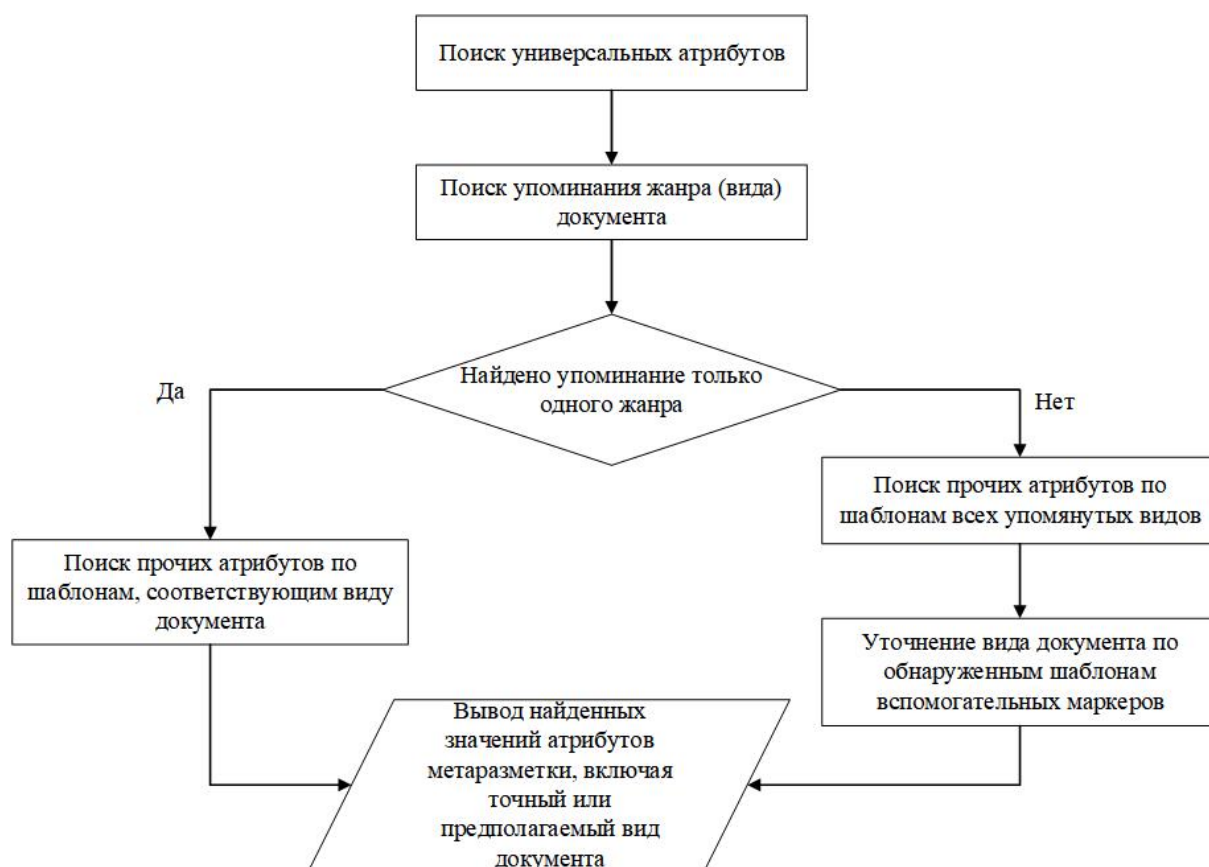 Поиск универсальных атрибутов
Поиск упоминания жанра (вида)
документа
Найдено упоминание только
одного жанра
Да
Нет
Поиск прочих атрибутов по
шаблонам, соответствующим виду
документа
Поиск прочих атрибутов по
шаблонам всех упомянутых видов
Уточнение вида документа по
обнаруженным шаблонам
вспомогательных маркеров
Вывод найденных
значений атрибутов
метаразметки, включая
точный или
предполагаемый вид
документа